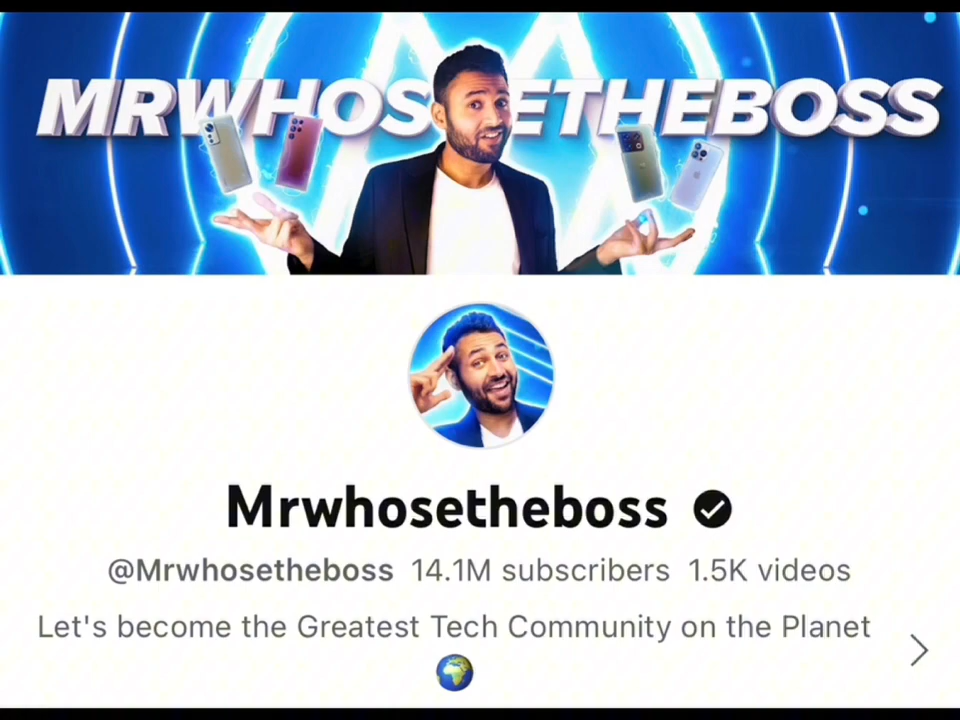 MRWHOSETHEBOSS
Mrwhosetheboss
@Mrwhosetheboss 14.1M subscribers 1.5K videos
Let's become the Greatest Tech Community on the Planet
🌍